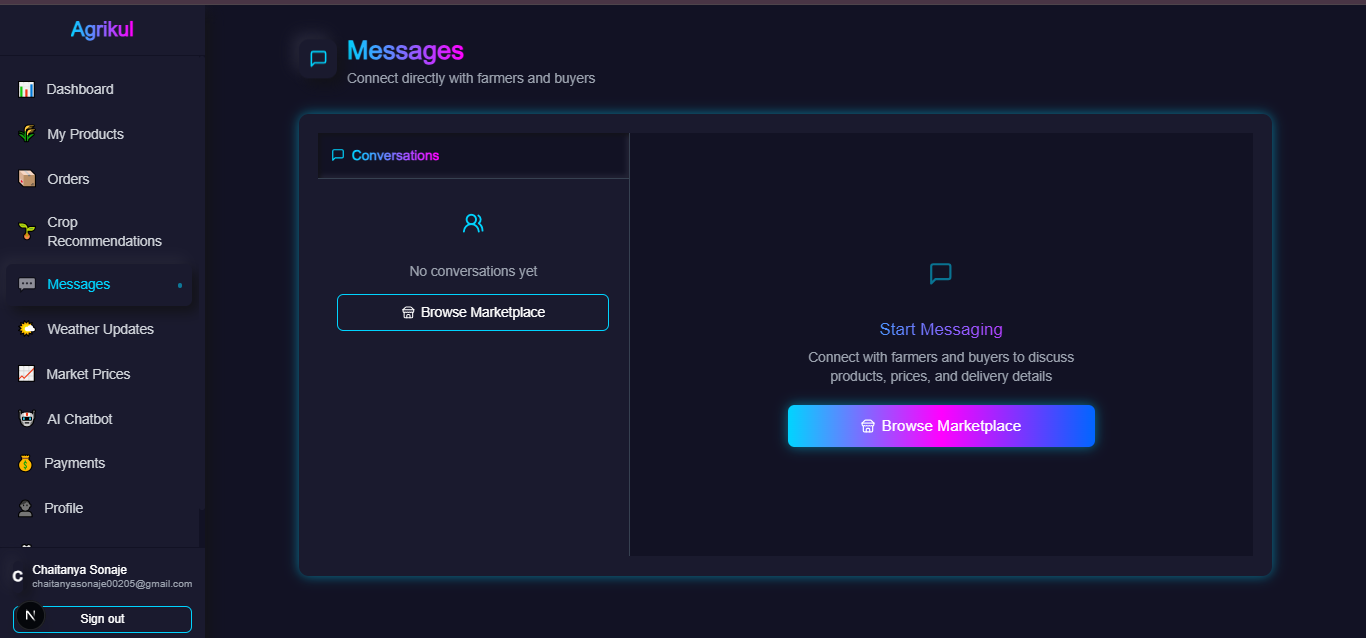 Agrikul
Dashboard
My Products
Orders
Crop
Recommendations
Messages
Weather Updates
Market Prices
AI Chatbot
Payments
Profile
C
Chaitanya Sonaje
chaitanyasonaje00205@gmail.com
N
Sign out
Messages
Connect directly with farmers and buyers
Conversations
No conversations yet
Browse Marketplace
Start Messaging
Connect with farmers and buyers to discuss
products, prices, and delivery details
Browse Marketplace